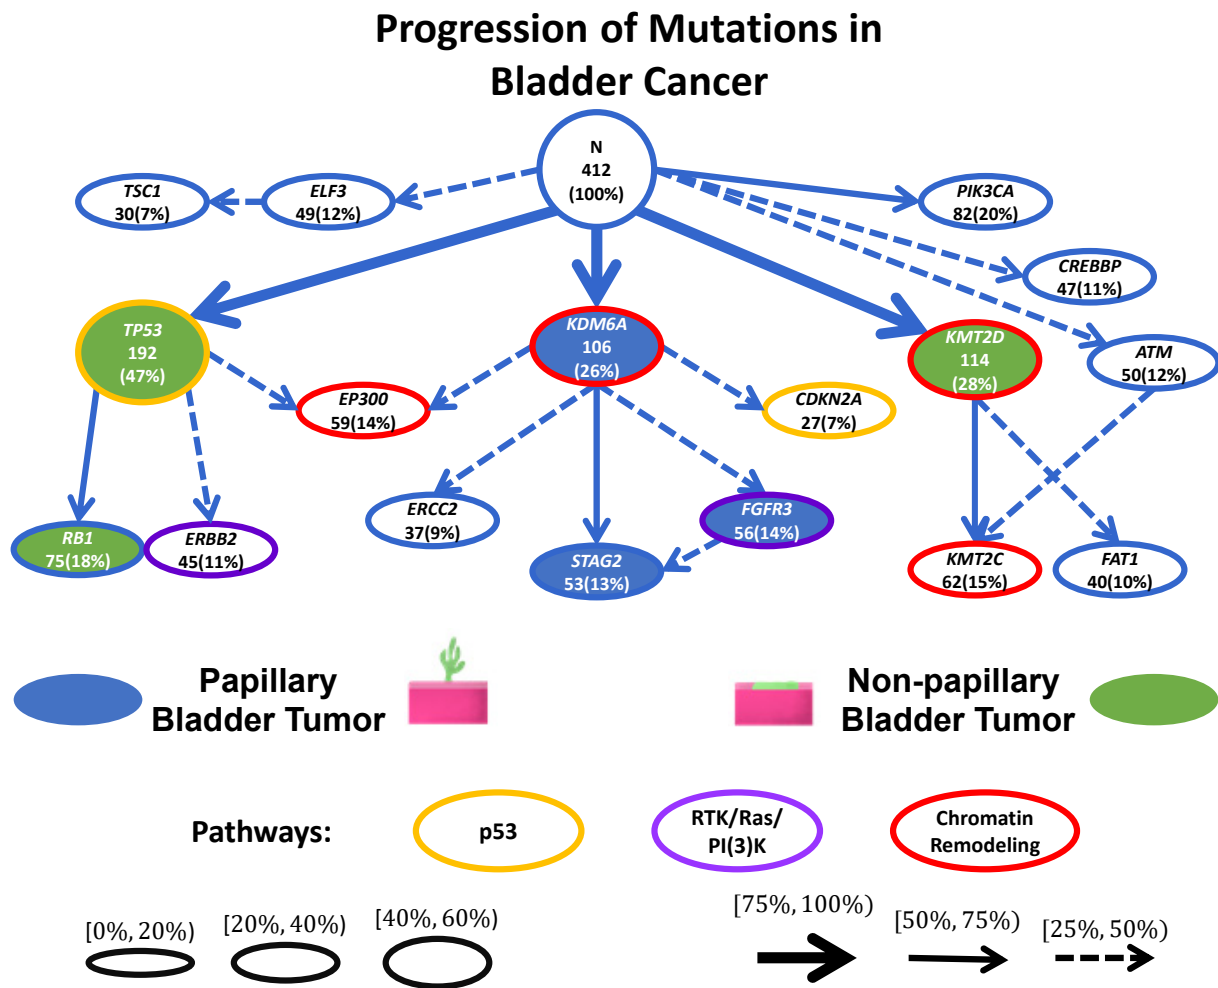 Progression of Mutations in
Bladder Cancer
N
412
(100%)
TSC1
30(7%)
ELF3
49(12%)
PIK3CA
82(20%)
CREBBP
47(11%)
TP53
192
(47%)
KDM6A
106
(26%)
KMT2D
114
(28%)
ATM
50(12%)
EP300
59(14%)
CDKN2A
27(7%)
ERCC2
37(9%)
FGFR3
56(14%)
RB1
75(18%)
ERBB2
45(11%)
STAG2
53(13%)
KMT2C
62(15%)
FAT1
40(10%)
Papillary
Bladder Tumor
Non-papillary
Bladder Tumor
Pathways:
p53
RTK/Ras/
PI(3)K
Chromatin
Remodeling
[0%, 20%)
[20%, 40%)
[40%, 60%)
[75%, 100%)
[50%, 75%)
[25%, 50%)